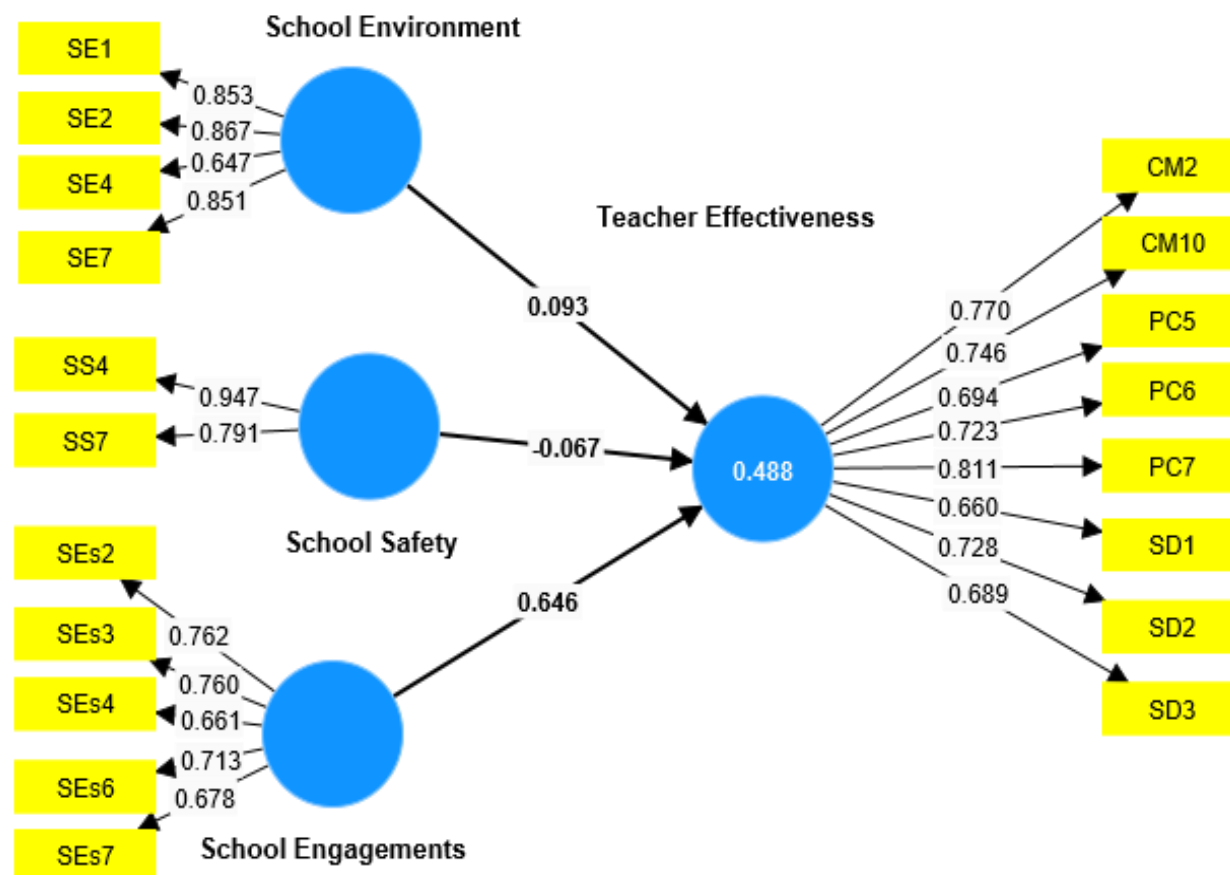 School Environment
SE1
SE2
SE4
SE7
0.853
0.867
0.647
0.851
Teacher Effectiveness
0.093
SS4
SS7
0.947
0.791
-0.067
School Safety
0.488
SEs2
SEs3
SEs4
SEs6
SEs7
0.762
0.760
0.661
0.713
0.678
0.646
School Engagements
0.770
0.746
0.694
0.723
0.811
0.660
0.728
0.689
CM2
CM10
PC5
PC6
PC7
SD1
SD2
SD3